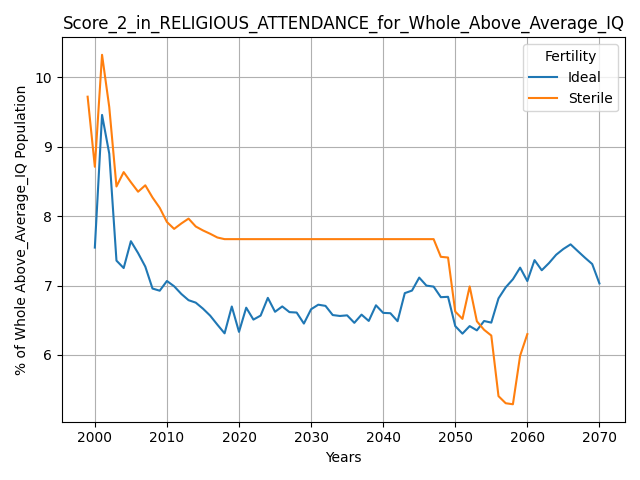 Score_2_in_RELIGIOUS_ATTENDANCE_for_Whole_Above_Average_IQ
% of Whole Above_Average_IQ Population
10
9
8
7
6
Fertility
Ideal
Sterile
2000 2010 2020 2030 2040 2050 2060 2070
Years